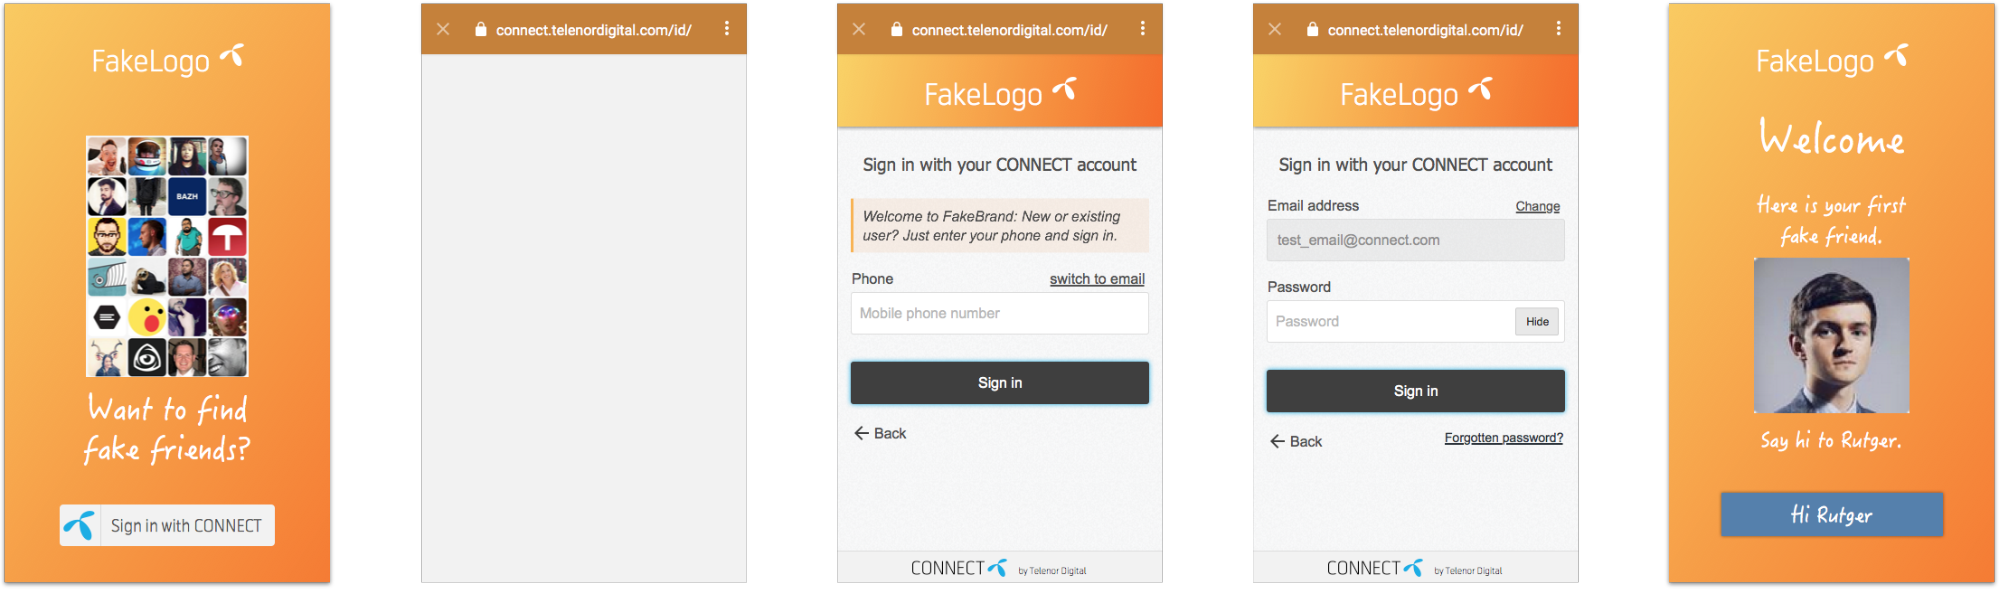 FakeLogo
BAZH
Want to find
fake friends?
Sign in with CONNECT
connect.telenordigital.com/id/
connect.telenordigital.com/id/
FakeLogo
Sign in with your CONNECT account
Welcome to FakeBrand: New or existing
user? Just enter your phone and sign in.
Phone switch to email
Mobile phone number
Sign in
Back
CONNECT by Telenor Digital
connect.telenordigital.com/id/
FakeLogo
Sign in with your CONNECT account
Email address Change
test_email@connect.com
Password
Password Hide
Sign in
Back Forgotten password?
CONNECT by Telenor Digital
FakeLogo
Welcome
Here is your first
fake friend.
Say hi to Rutger.
Hi Rutger